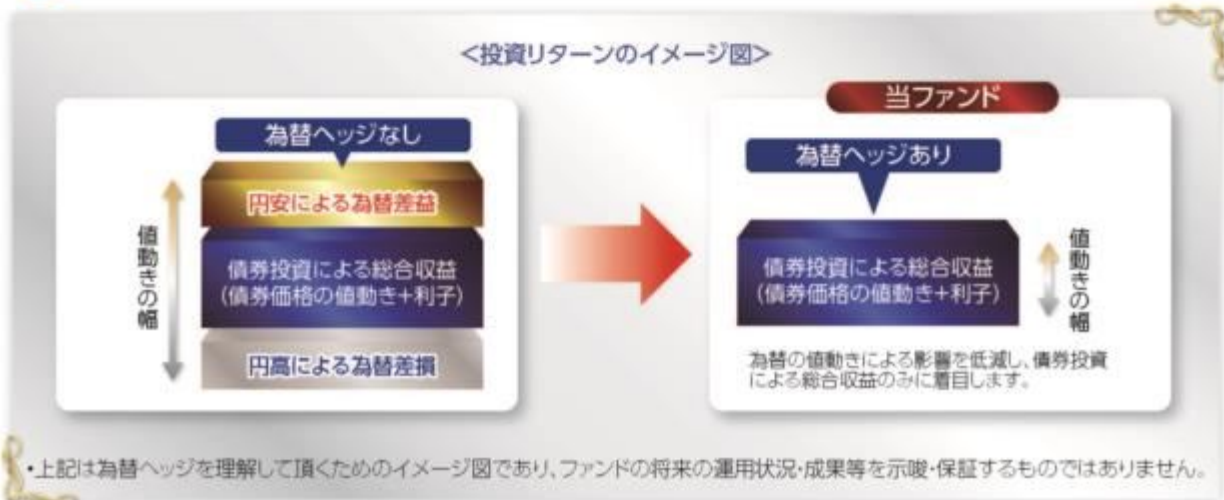 <投資リターンのイメージ図>
為替ヘッジなし
円安による為替差益
債券投資による総合収益
(債券価格の値動き+利子)
円高による為替差損
値動きの幅
当ファンド
為替ヘッジあり
債券投資による総合収益
(債券価格の値動き+利子)
値動きの幅
為替の値動きによる影響を低減し、債券投資
による総合収益のみに着目します。
・上記は為替ヘッジを理解して頂くためのイメージ図であり、ファンドの将来の運用状況・成果等を示唆・保証するものではありません。